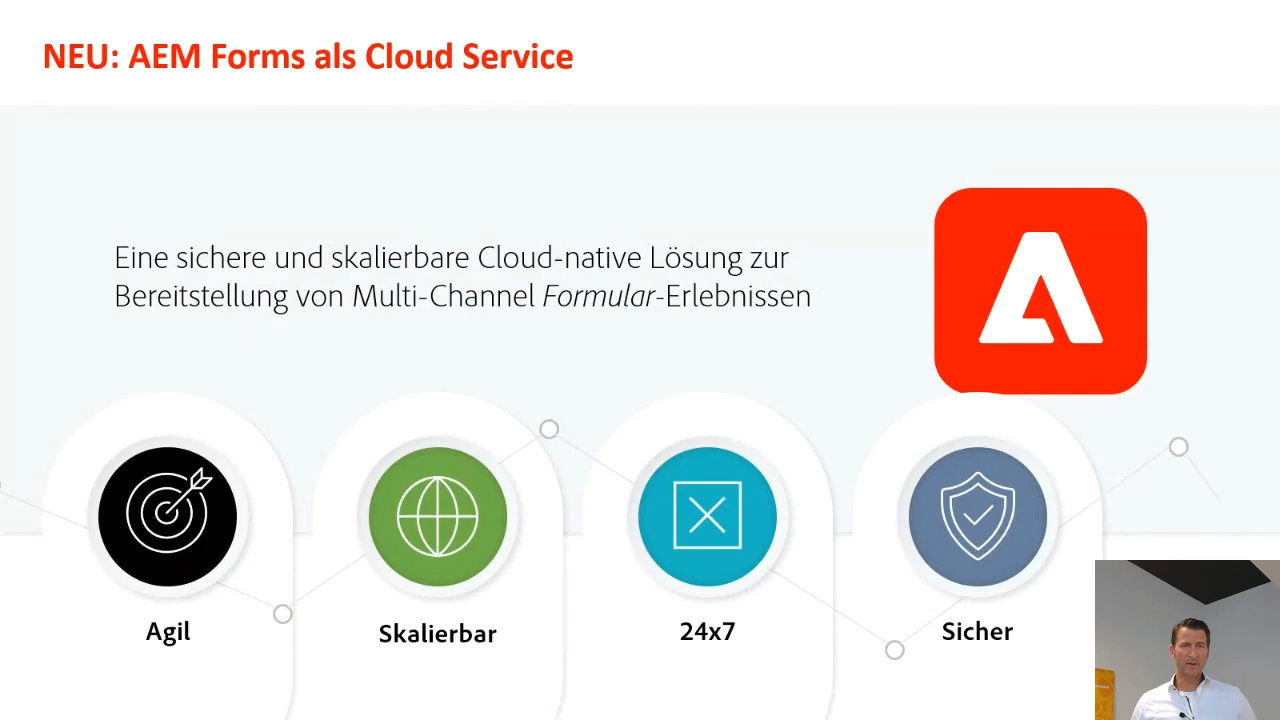 NEU: AEM Forms als Cloud Service
Eine sichere und skalierbare Cloud-native Lösung zur
Bereitstellung von Multi-Channel Formular-Erlebnissen
Agil
Skalierbar
24x7
Sicher